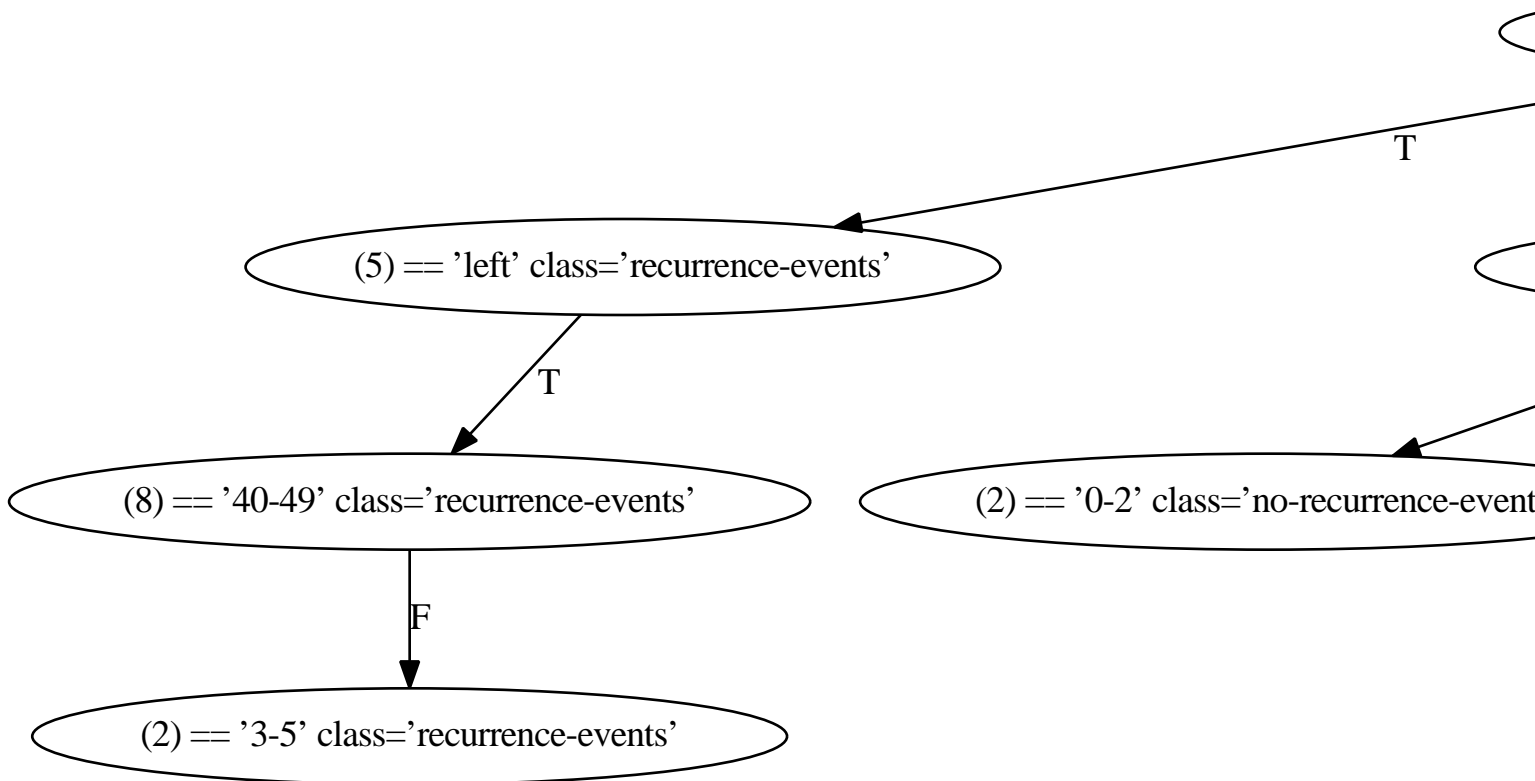 T
(5) == ’left’ class=’recurrence-events’
T
(8) == ’40-49’ class=’recurrence-events’
(2) == ’0-2’ class=’no-recurrence-event
F
(2) == ’3-5’ class=’recurrence-events’